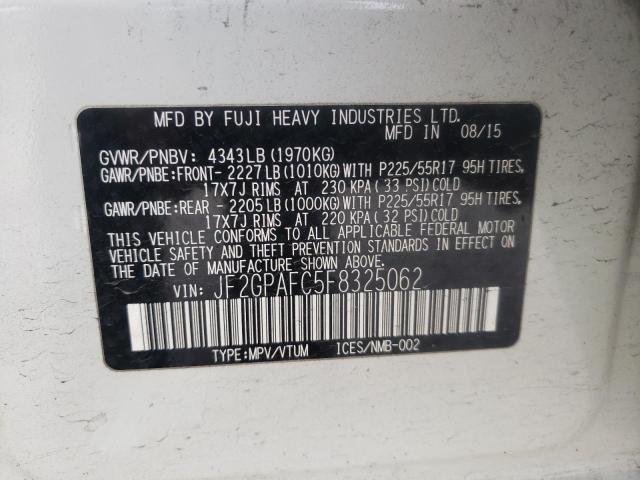 MFD BY FUJI HEAVY INDUSTRIES LTD.
MFD IN 08/15
GVWR/PNBV: 4343LB(1970KG)
GAWR/PNBE:FRONT- 2227LB(1010KG)WITH P225/55R17 95H TIRES,
17X7J RIMS AT 230 KPA(33 PSI)COLD
GAWR/PNBE:REAR - 2205LB(1000KG)WITH P225/55R17 95H TIRES,
17X7J RIMS AT 220 KPA(32 PSI)COLD
THIS VEHICLE CONFORMS TO ALL APPLICABLE FEDERAL MOTOR
VEHICLE SAFETY AND THEFT PREVENTION STANDARDS IN EFFECT
ON THE DATE OF MANUFACTURE SHOWN ABOVE.
VIN: JF2GPAFC5F8325062
TYPE:MPV/VTUM ICES/NMB-002